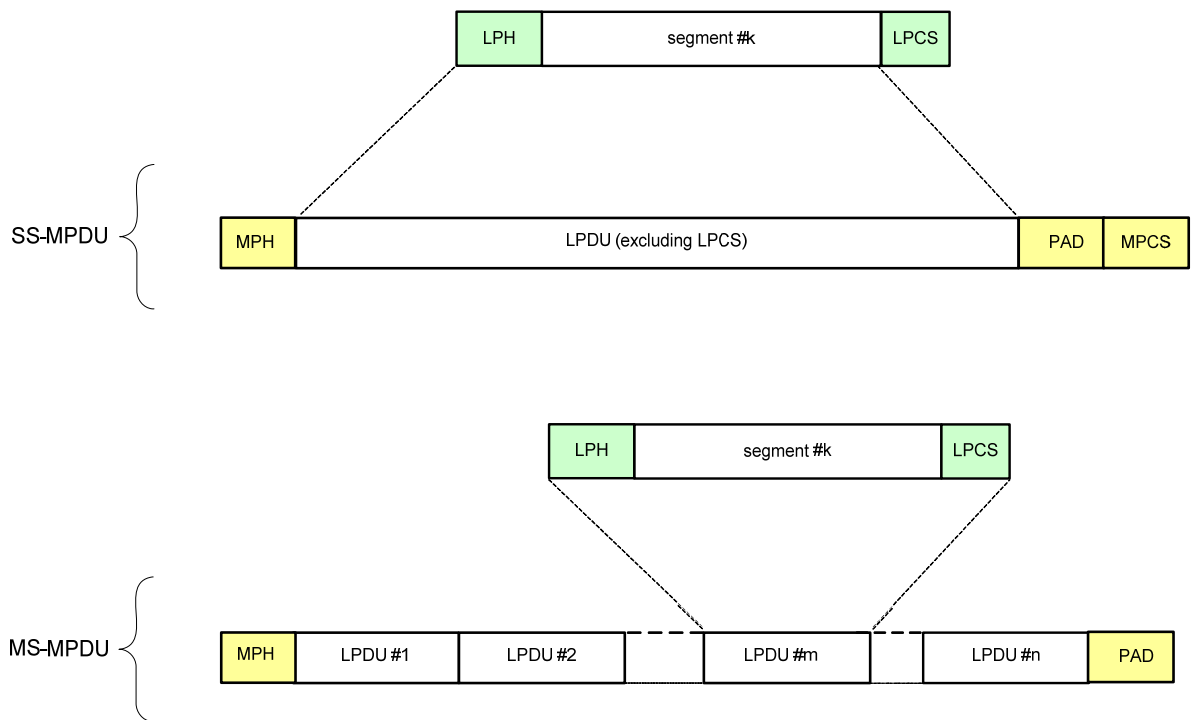 LPH segment #k LPCS
SS-MPDU MPH LPDU (excluding LPCS) PAD MPCS
LPH segment #k LPCS
MS-MPDU MPH LPDU #1 LPDU #2 LPDU #m LPDU #n PAD